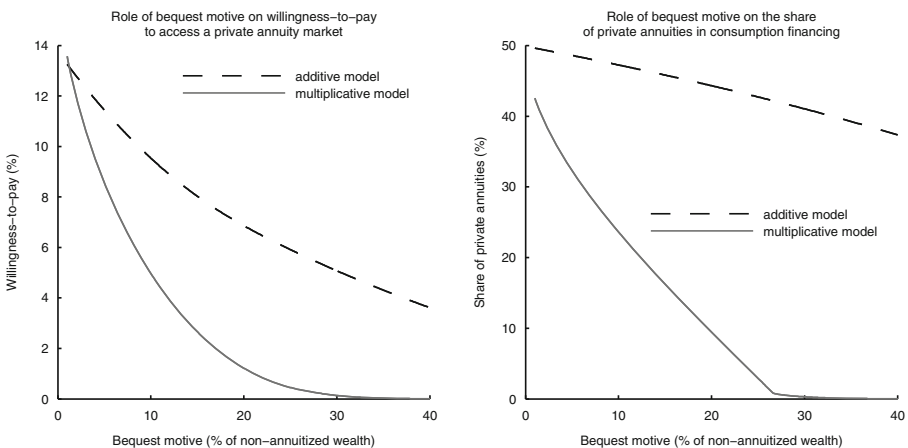 Role of bequest motive on willingness−to−pay
to access a private annuity market
14
12
10
8
6
4
2
0
Willingness−to−pay (%)
additive model
multiplicative model
0 10 20 30 40
Bequest motive (% of non−annuitized wealth)
Role of bequest motive on the share
of private annuities in consumption financing
50
40
30
20
10
0
Share of private annuities (%)
additive model
multiplicative model
0 10 20 30 40
Bequest motive (% of non−annuitized wealth)